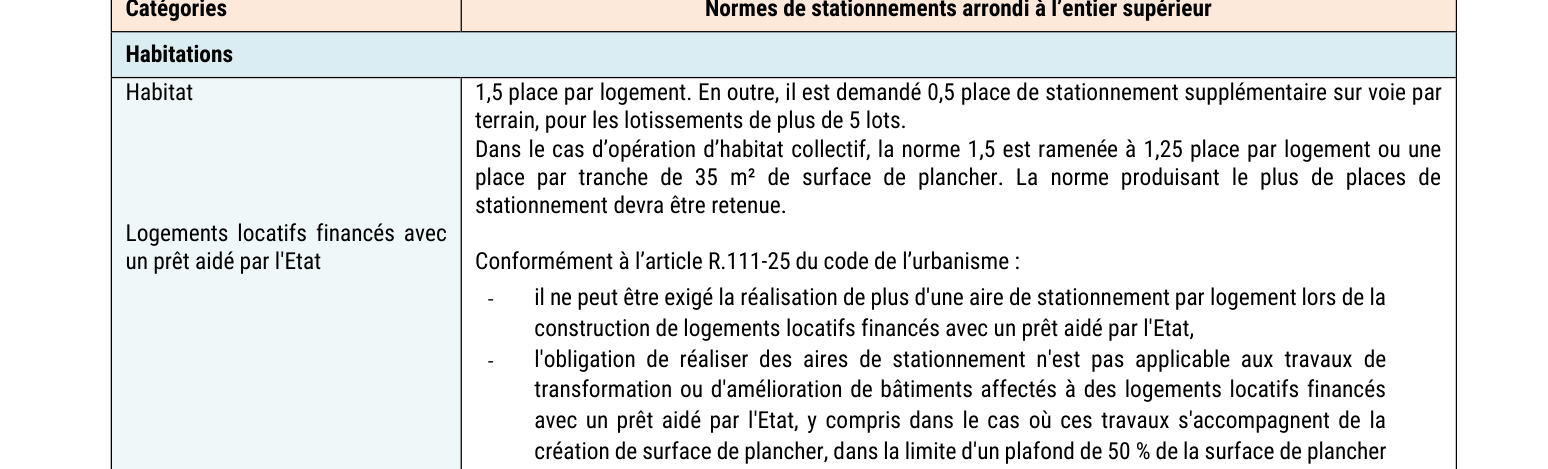 Catégories
Normes de stationnements arrondi à l’entier supérieur
Habitations
Habitat
1,5 place par logement. En outre, il est demandé 0,5 place de stationnement supplémentaire sur voie par
terrain, pour les lotissements de plus de 5 lots.
Dans le cas d’opération d’habitat collectif, la norme 1,5 est ramenée à 1,25 place par logement ou une
place par tranche de 35 m² de surface de plancher. La norme produisant le plus de places de
stationnement devra être retenue.
Logements locatifs financés avec
un prêt aidé par l'Etat
Conformément à l’article R.111-25 du code de l’urbanisme :
- il ne peut être exigé la réalisation de plus d'une aire de stationnement par logement lors de la
construction de logements locatifs financés avec un prêt aidé par l'Etat,
- l'obligation de réaliser des aires de stationnement n'est pas applicable aux travaux de
transformation ou d'amélioration de bâtiments affectés à des logements locatifs financés
avec un prêt aidé par l'Etat, y compris dans le cas où ces travaux s'accompagnent de la
création de surface de plancher, dans la limite d'un plafond de 50 % de la surface de plancher